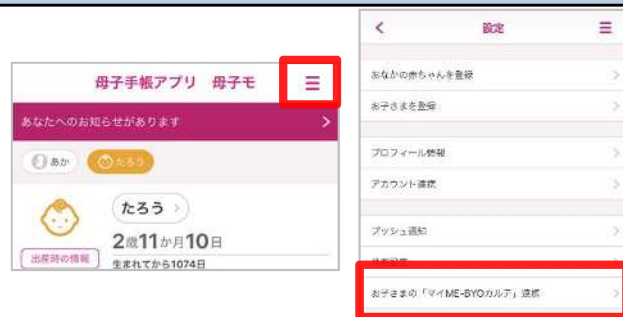 母子手帳アプリ 母子モ
あなたへのお知らせがあります
あか
たろう
たろう
2歳11か月10日
出産時の情報
生まれてから1074日
設定
おなかの赤ちゃんを登録
お子さまを登録
プロフィール情報
アカウント連携
プッシュ通知
お子さまの「マイME-BYOカルテ」連携